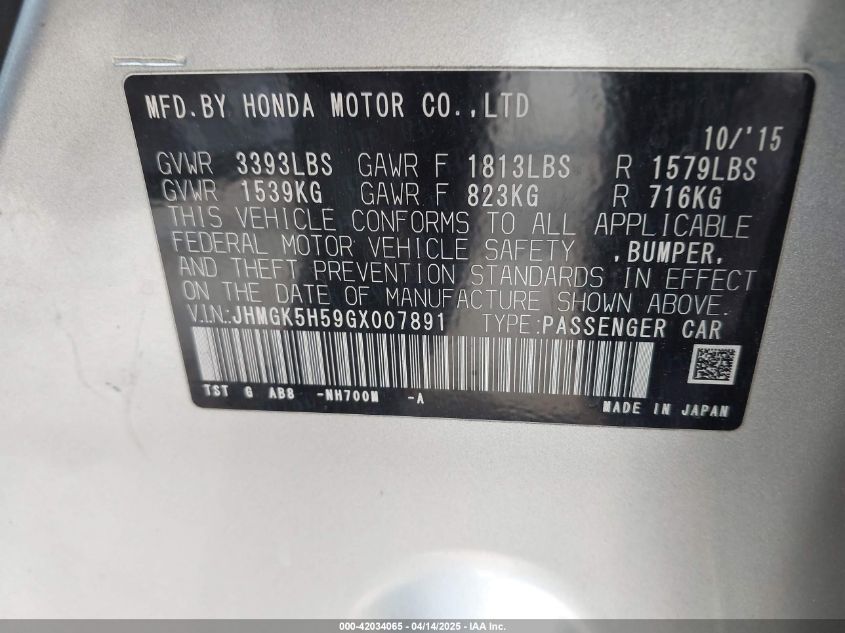 MFD.BY HONDA MOTOR CO.,LTD
10/'15
GVWR 3393LBS GAWR F 1813LBS R 1579LBS
GVWR 1539KG GAWR F 823KG R 716KG
THIS VEHICLE CONFORMS TO ALL APPLICABLE
FEDERAL MOTOR VEHICLE SAFETY ,BUMPER,
AND THEFT PREVENTION STANDARDS IN EFFECT
ON THE DATE OF MANUFACTURE SHOWN ABOVE.
V.I.N.:JHMGK5H59GX007891 TYPE:PASSENGER CAR
TST G AB8 -NH700M -A
MADE IN JAPAN
000-42034065 - 04/14/2025 - IAA Inc.